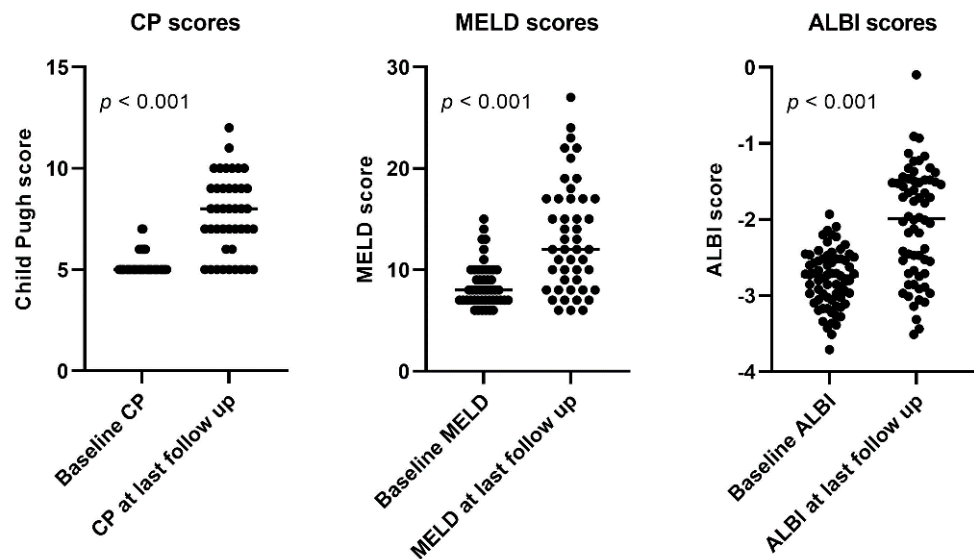 CP scores
15
10
5
0
Child Pugh score
p < 0.001
Baseline CP
CP at last follow up
MELD scores
30
20
10
0
MELD score
p < 0.001
Baseline MELD
MELD at last follow up
ALBI scores
0
-1
-2
-3
-4
ALBI score
p < 0.001
Baseline ALBI
ALBI at last follow up